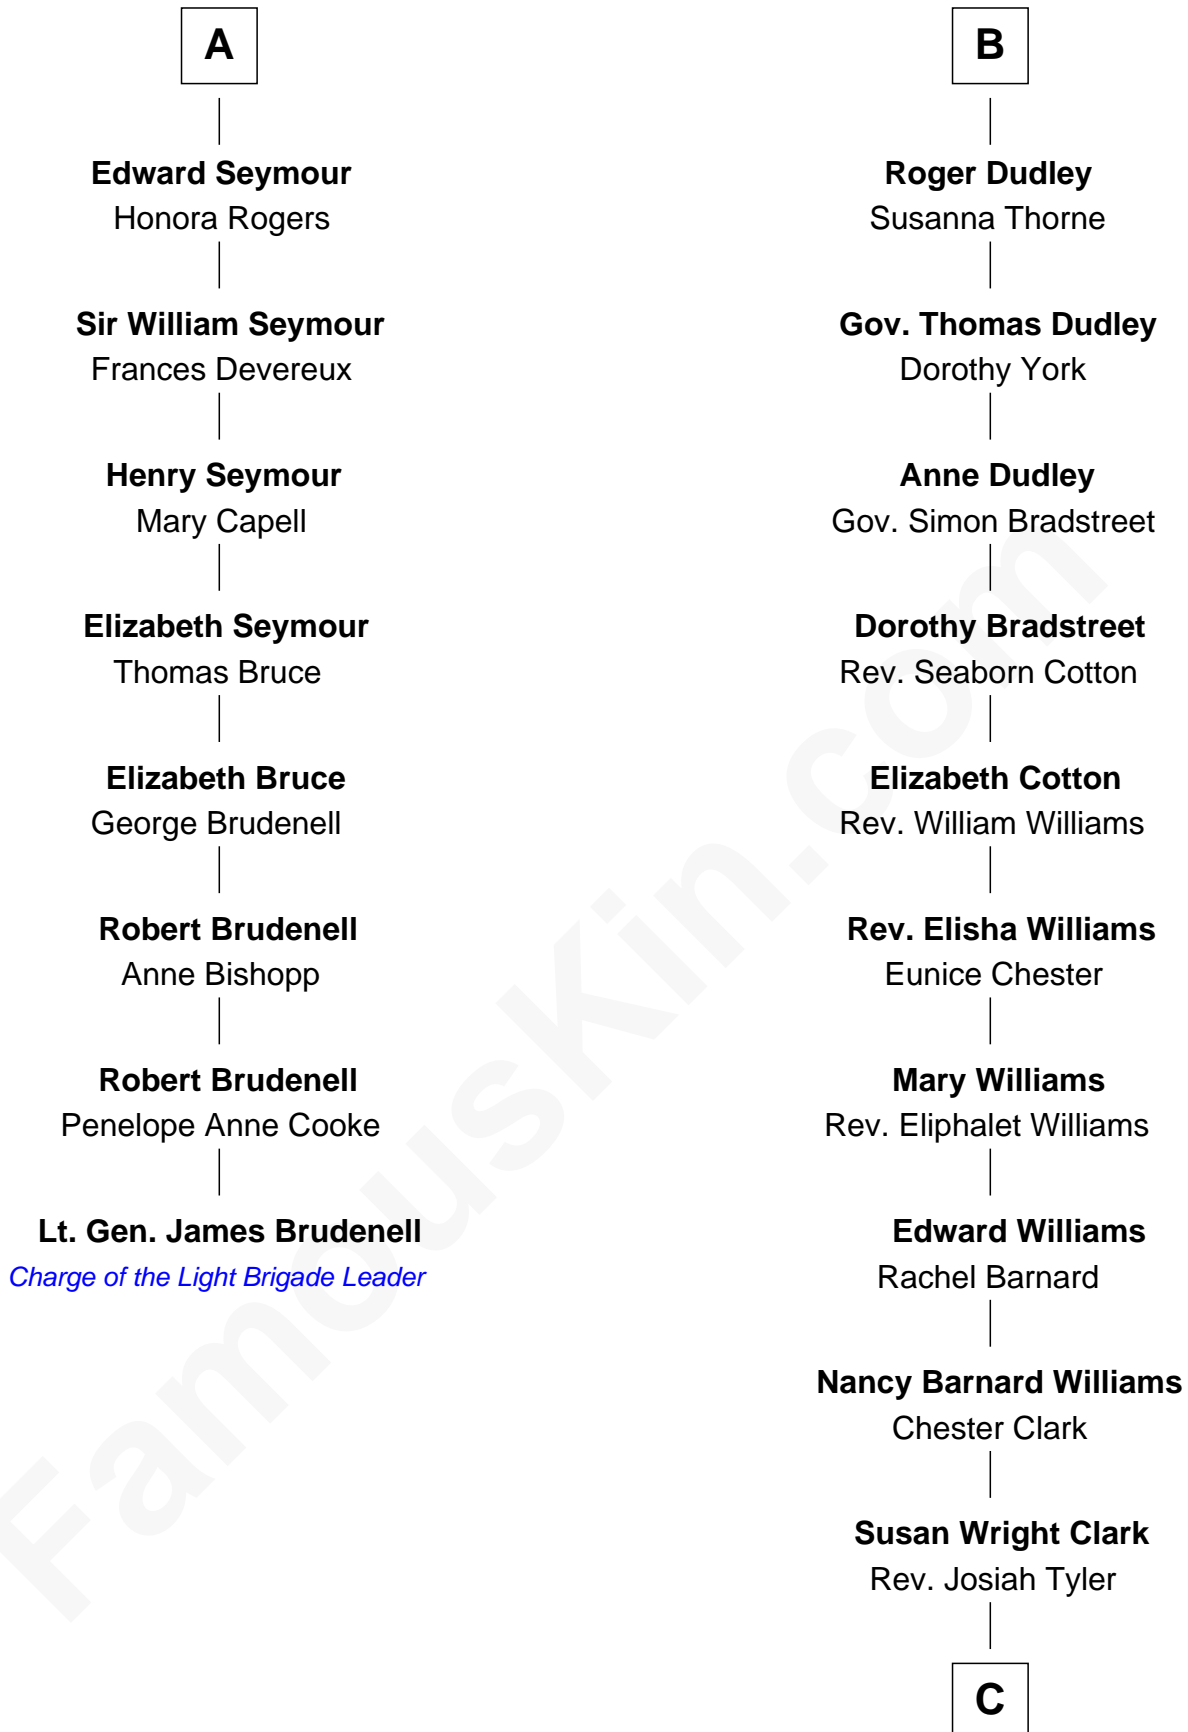 A
Edward Seymour
Honora Rogers
Sir William Seymour
Frances Devereux
Henry Seymour
Mary Capell
Elizabeth Seymour
Thomas Bruce
Elizabeth Bruce
George Brudenell
Robert Brudenell
Anne Bishopp
Robert Brudenell
Penelope Anne Cooke
Lt. Gen. James Brudenell
Charge of the Light Brigade Leader
B
Roger Dudley
Susanna Thorne
Gov. Thomas Dudley
Dorothy York
Anne Dudley
Gov. Simon Bradstreet
Dorothy Bradstreet
Rev. Seaborn Cotton
Elizabeth Cotton
Rev. William Williams
Rev. Elisha Williams
Eunice Chester
Mary Williams
Rev. Eliphalet Williams
Edward Williams
Rachel Barnard
Nancy Barnard Williams
Chester Clark
Susan Wright Clark
Rev. Josiah Tyler
C
FamousKin.com